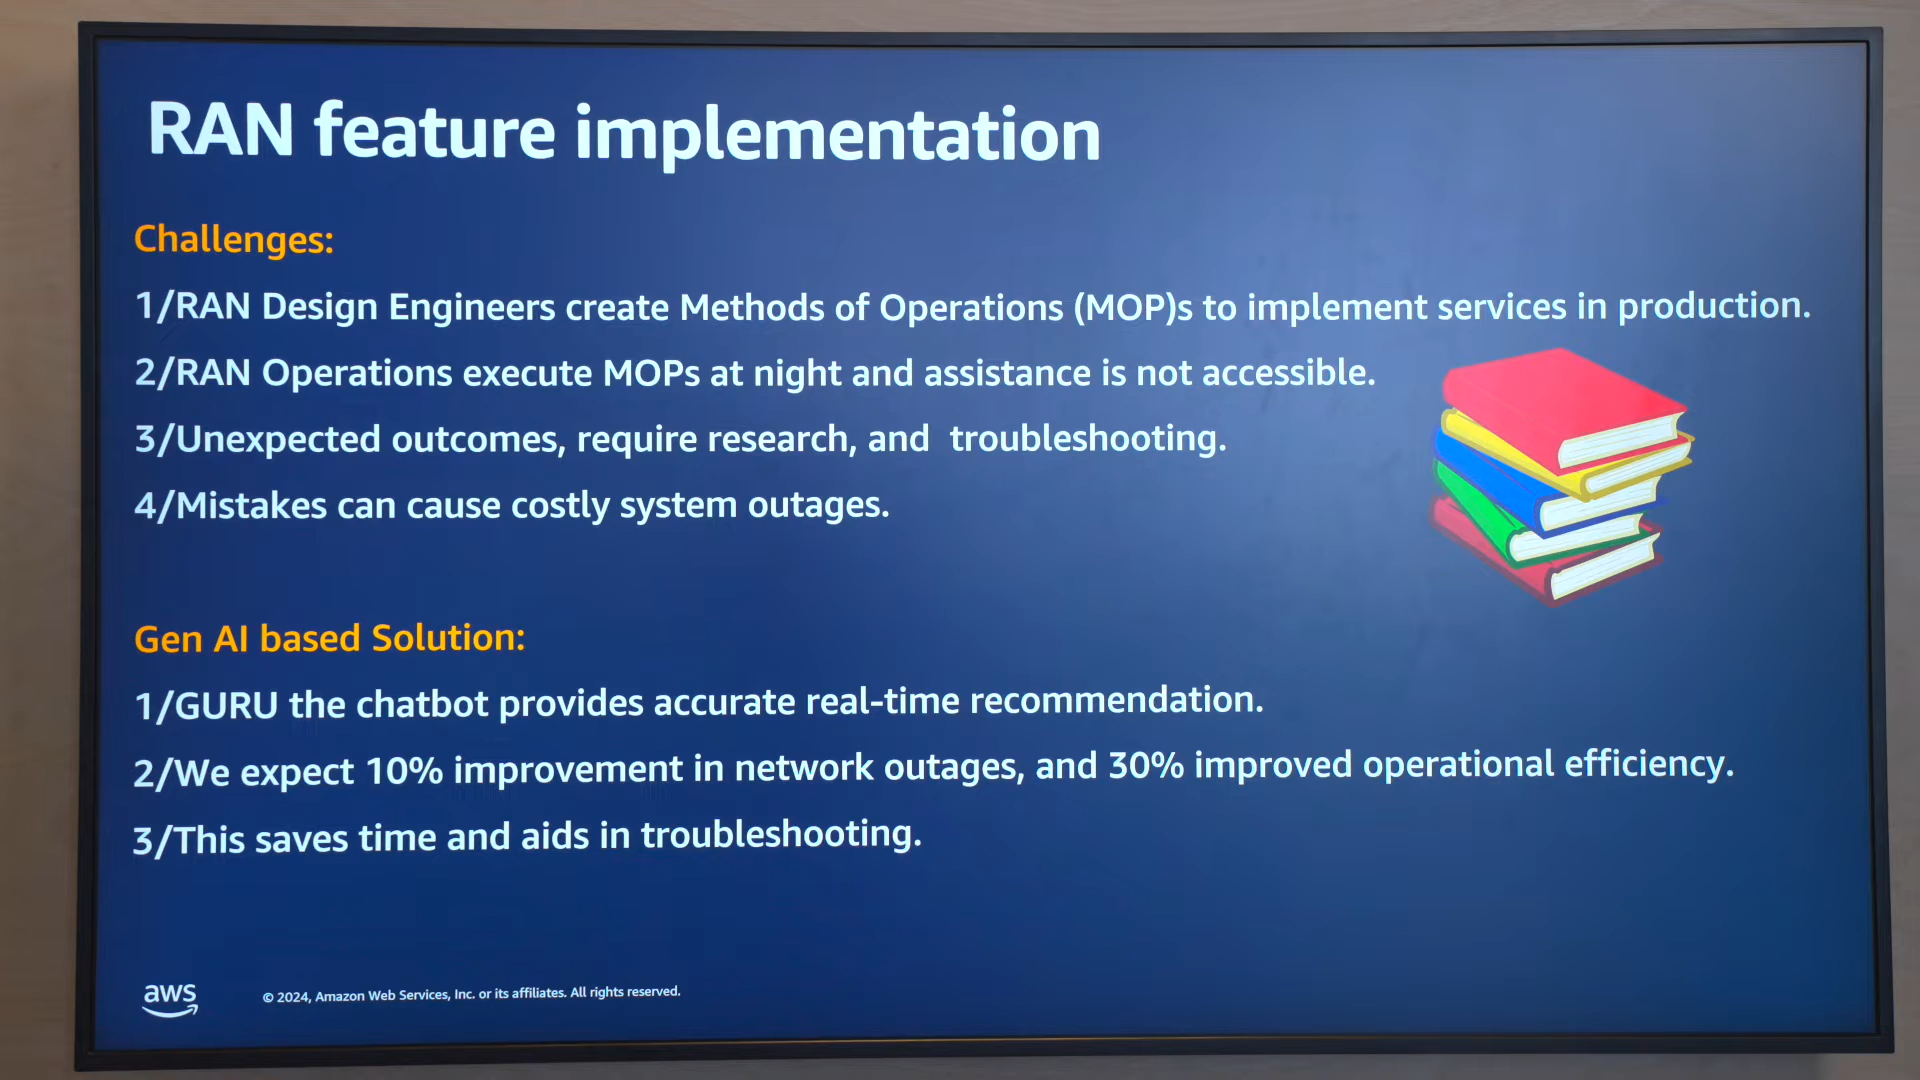 RAN feature implementation
Challenges:
1/RAN Design Engineers create Methods of Operations (MOP)s to implement services in production.
2/RAN Operations execute MOPs at night and assistance is not accessible.
3/Unexpected outcomes, require research, and  troubleshooting.
4/Mistakes can cause costly system outages.
Gen AI based Solution:
1/GURU the chatbot provides accurate real-time recommendation.
2/We expect 10% improvement in network outages, and 30% improved operational efficiency.
3/This saves time and aids in troubleshooting.
aws
© 2024, Amazon Web Services, Inc. or its affiliates. All rights reserved.